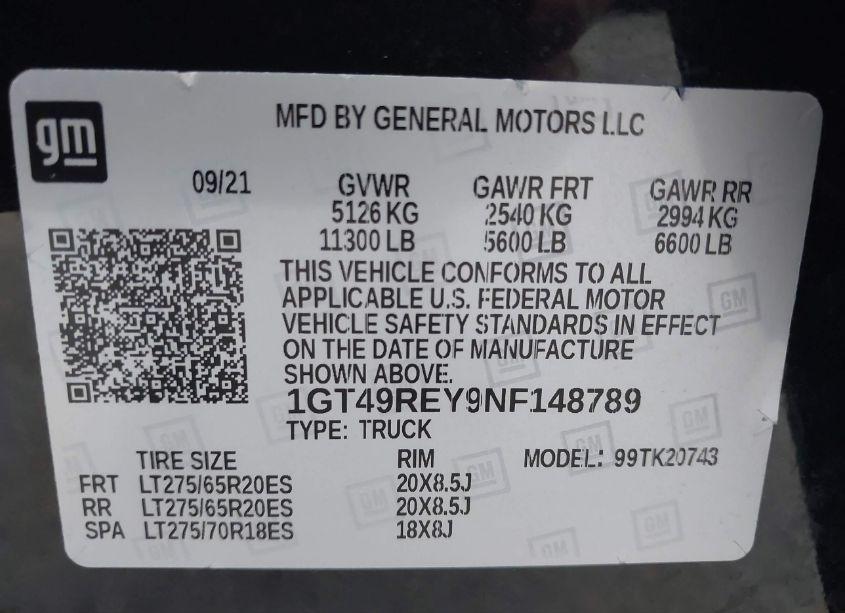 gm
MFD BY GENERAL MOTORS LLC
09/21 GVWR GAWR FRT GAWR RR
5126 KG 2540 KG 2994 KG
11300 LB 5600 LB 6600 LB
THIS VEHICLE CONFORMS TO ALL
APPLICABLE U.S. FEDERAL MOTOR
VEHICLE SAFETY STANDARDS IN EFFECT
ON THE DATE OF MANUFACTURE
SHOWN ABOVE.
1GT49REY9NF148789
TYPE: TRUCK
TIRE SIZE RIM MODEL: 99TK20743
FRT LT275/65R20ES 20X8.5J
RR LT275/65R20ES 20X8.5J
SPA LT275/70R18ES 18X8J